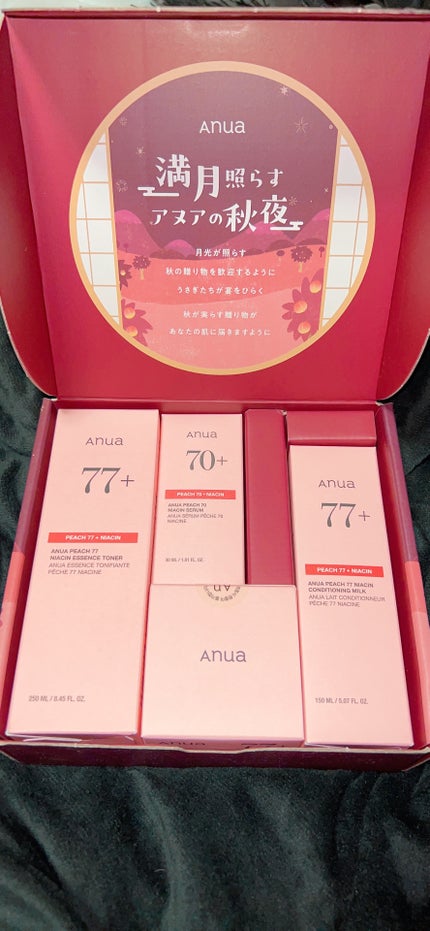 Anua
満月照らす
アヌアの秋夜
月光が照らす
秋の贈り物を歓迎するように
うさぎたちが宴をひらく
秋が実らす贈り物が
あなたの肌に届きますように
Anua
77+
PEACH 77 + NIACIN
ANUA PEACH 77
NIACIN ESSENCE TONER
ANUA ESSENCE TONIFIANTE
PÊCHE 77 NIACINE
250 ML / 8.45 FL. OZ.
Anua
70+
PEACH 70 + NIACIN
ANUA PEACH 70
NIACIN SERUM
ANUA SÉRUM PÊCHE 70
NIACINE
30 ML / 1.01 FL. OZ.
Anua
77+
PEACH 77 + NIACIN
ANUA PEACH 77 NIACIN
CONDITIONING MILK
ANUA LAIT CONDITIONNEUR
PÊCHE 77 NIACINE
150 ML / 5.07 FL. OZ.
Anua
Anua
77+